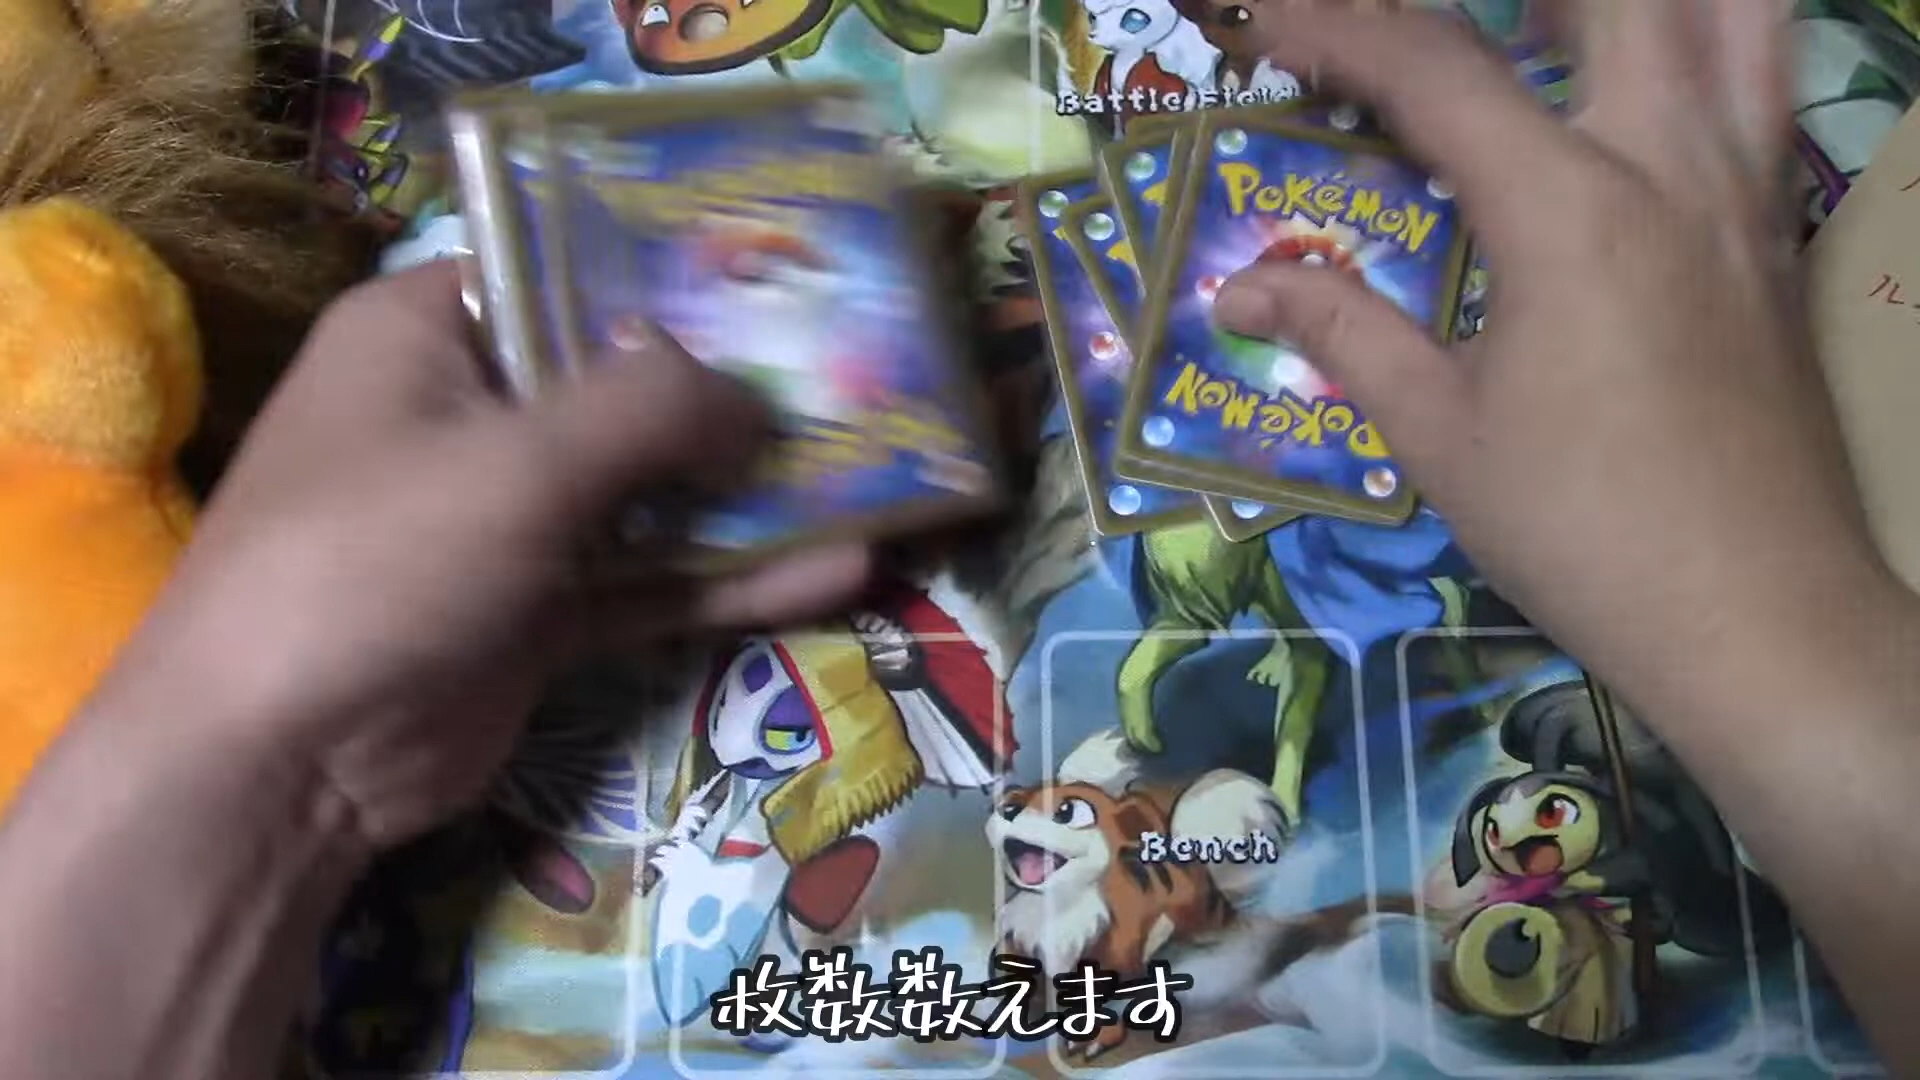 Battle Field
POKéMON
POKéMON
Bench
枚数数えます